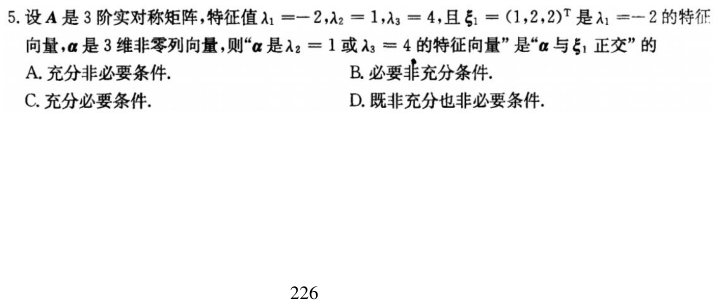 5. 设 A 是 3 阶实对称矩阵,特征值 λ₁ =−2,λ₂ = 1,λ₃ = 4,且 ξ₁ = (1,2,2)ᵀ 是 λ₁ =−2 的特征
向量,α 是 3 维非零列向量,则“α 是 λ₂ = 1 或 λ₃ = 4 的特征向量” 是“α 与 ξ₁ 正交” 的
A. 充分非必要条件. B. 必要非充分条件.
C. 充分必要条件. D. 既非充分也非必要条件.
226